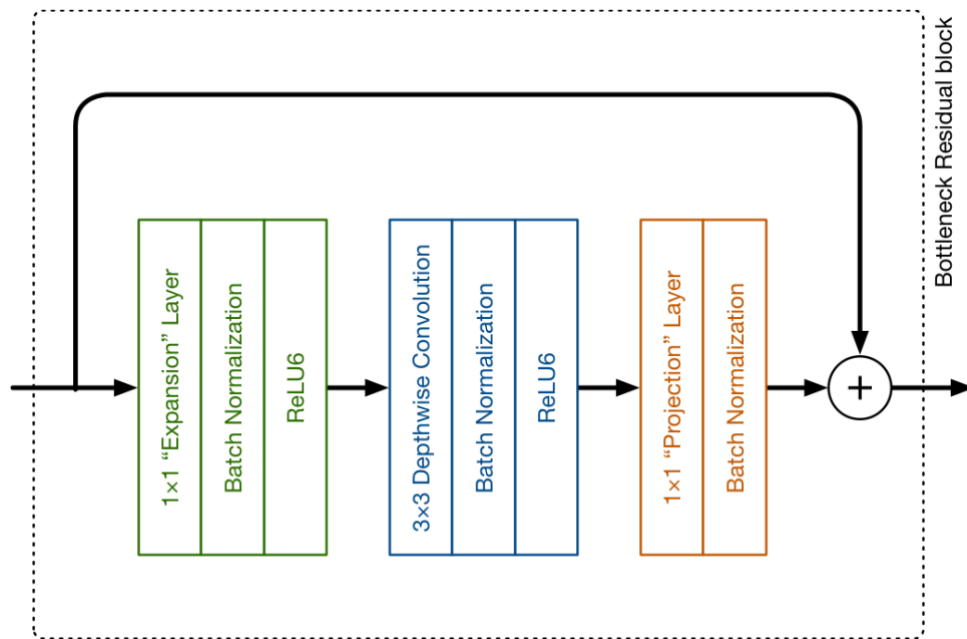 1×1 “Expansion” Layer
Batch Normalization
ReLU6
3×3 Depthwise Convolution
Batch Normalization
ReLU6
1×1 “Projection” Layer
Batch Normalization
+
Bottleneck Residual block